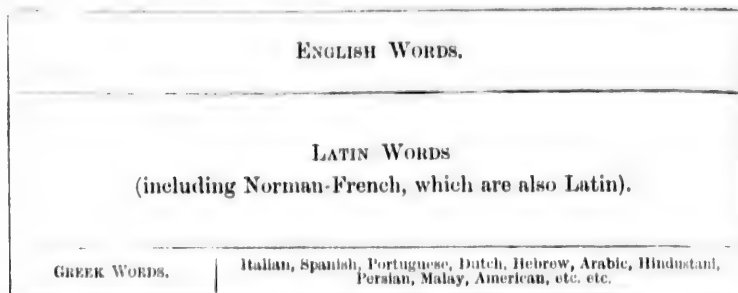 ENGLISH WORDS.
LATIN WORDS
(including Norman-French, which are also Latin).
GREEK WORDS.
Italian, Spanish, Portuguese, Dutch, Hebrew, Arabic, Hindustani,
Persian, Malay, American, etc. etc.